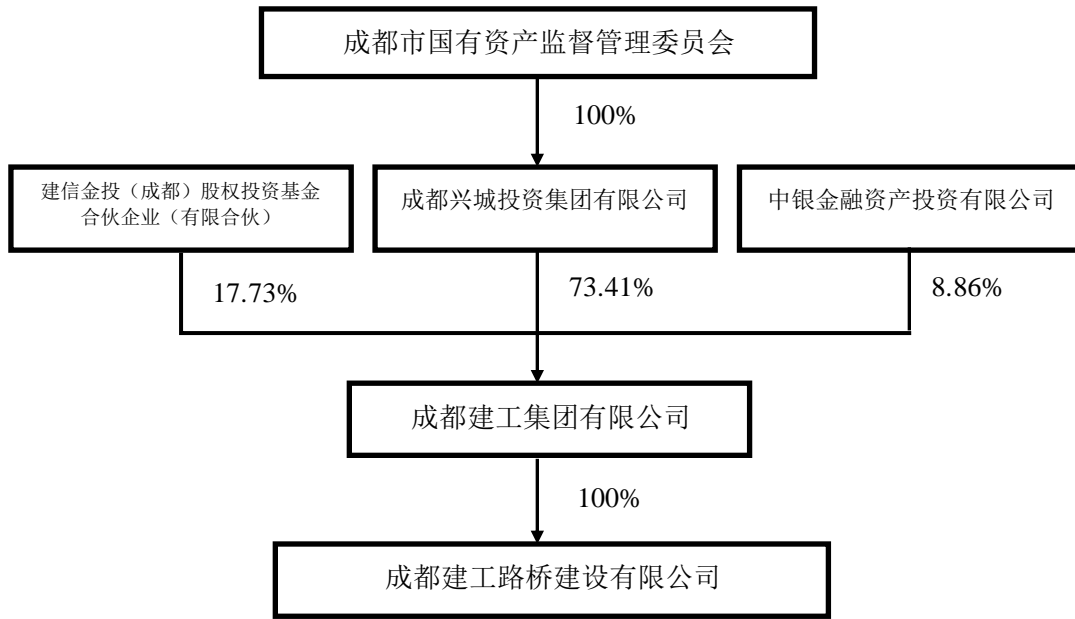 成都市国有资产监督管理委员会
100%
建信金投（成都）股权投资基金
合伙企业（有限合伙）
成都兴城投资集团有限公司
中银金融资产投资有限公司
17.73%
73.41%
8.86%
成都建工集团有限公司
100%
成都建工路桥建设有限公司